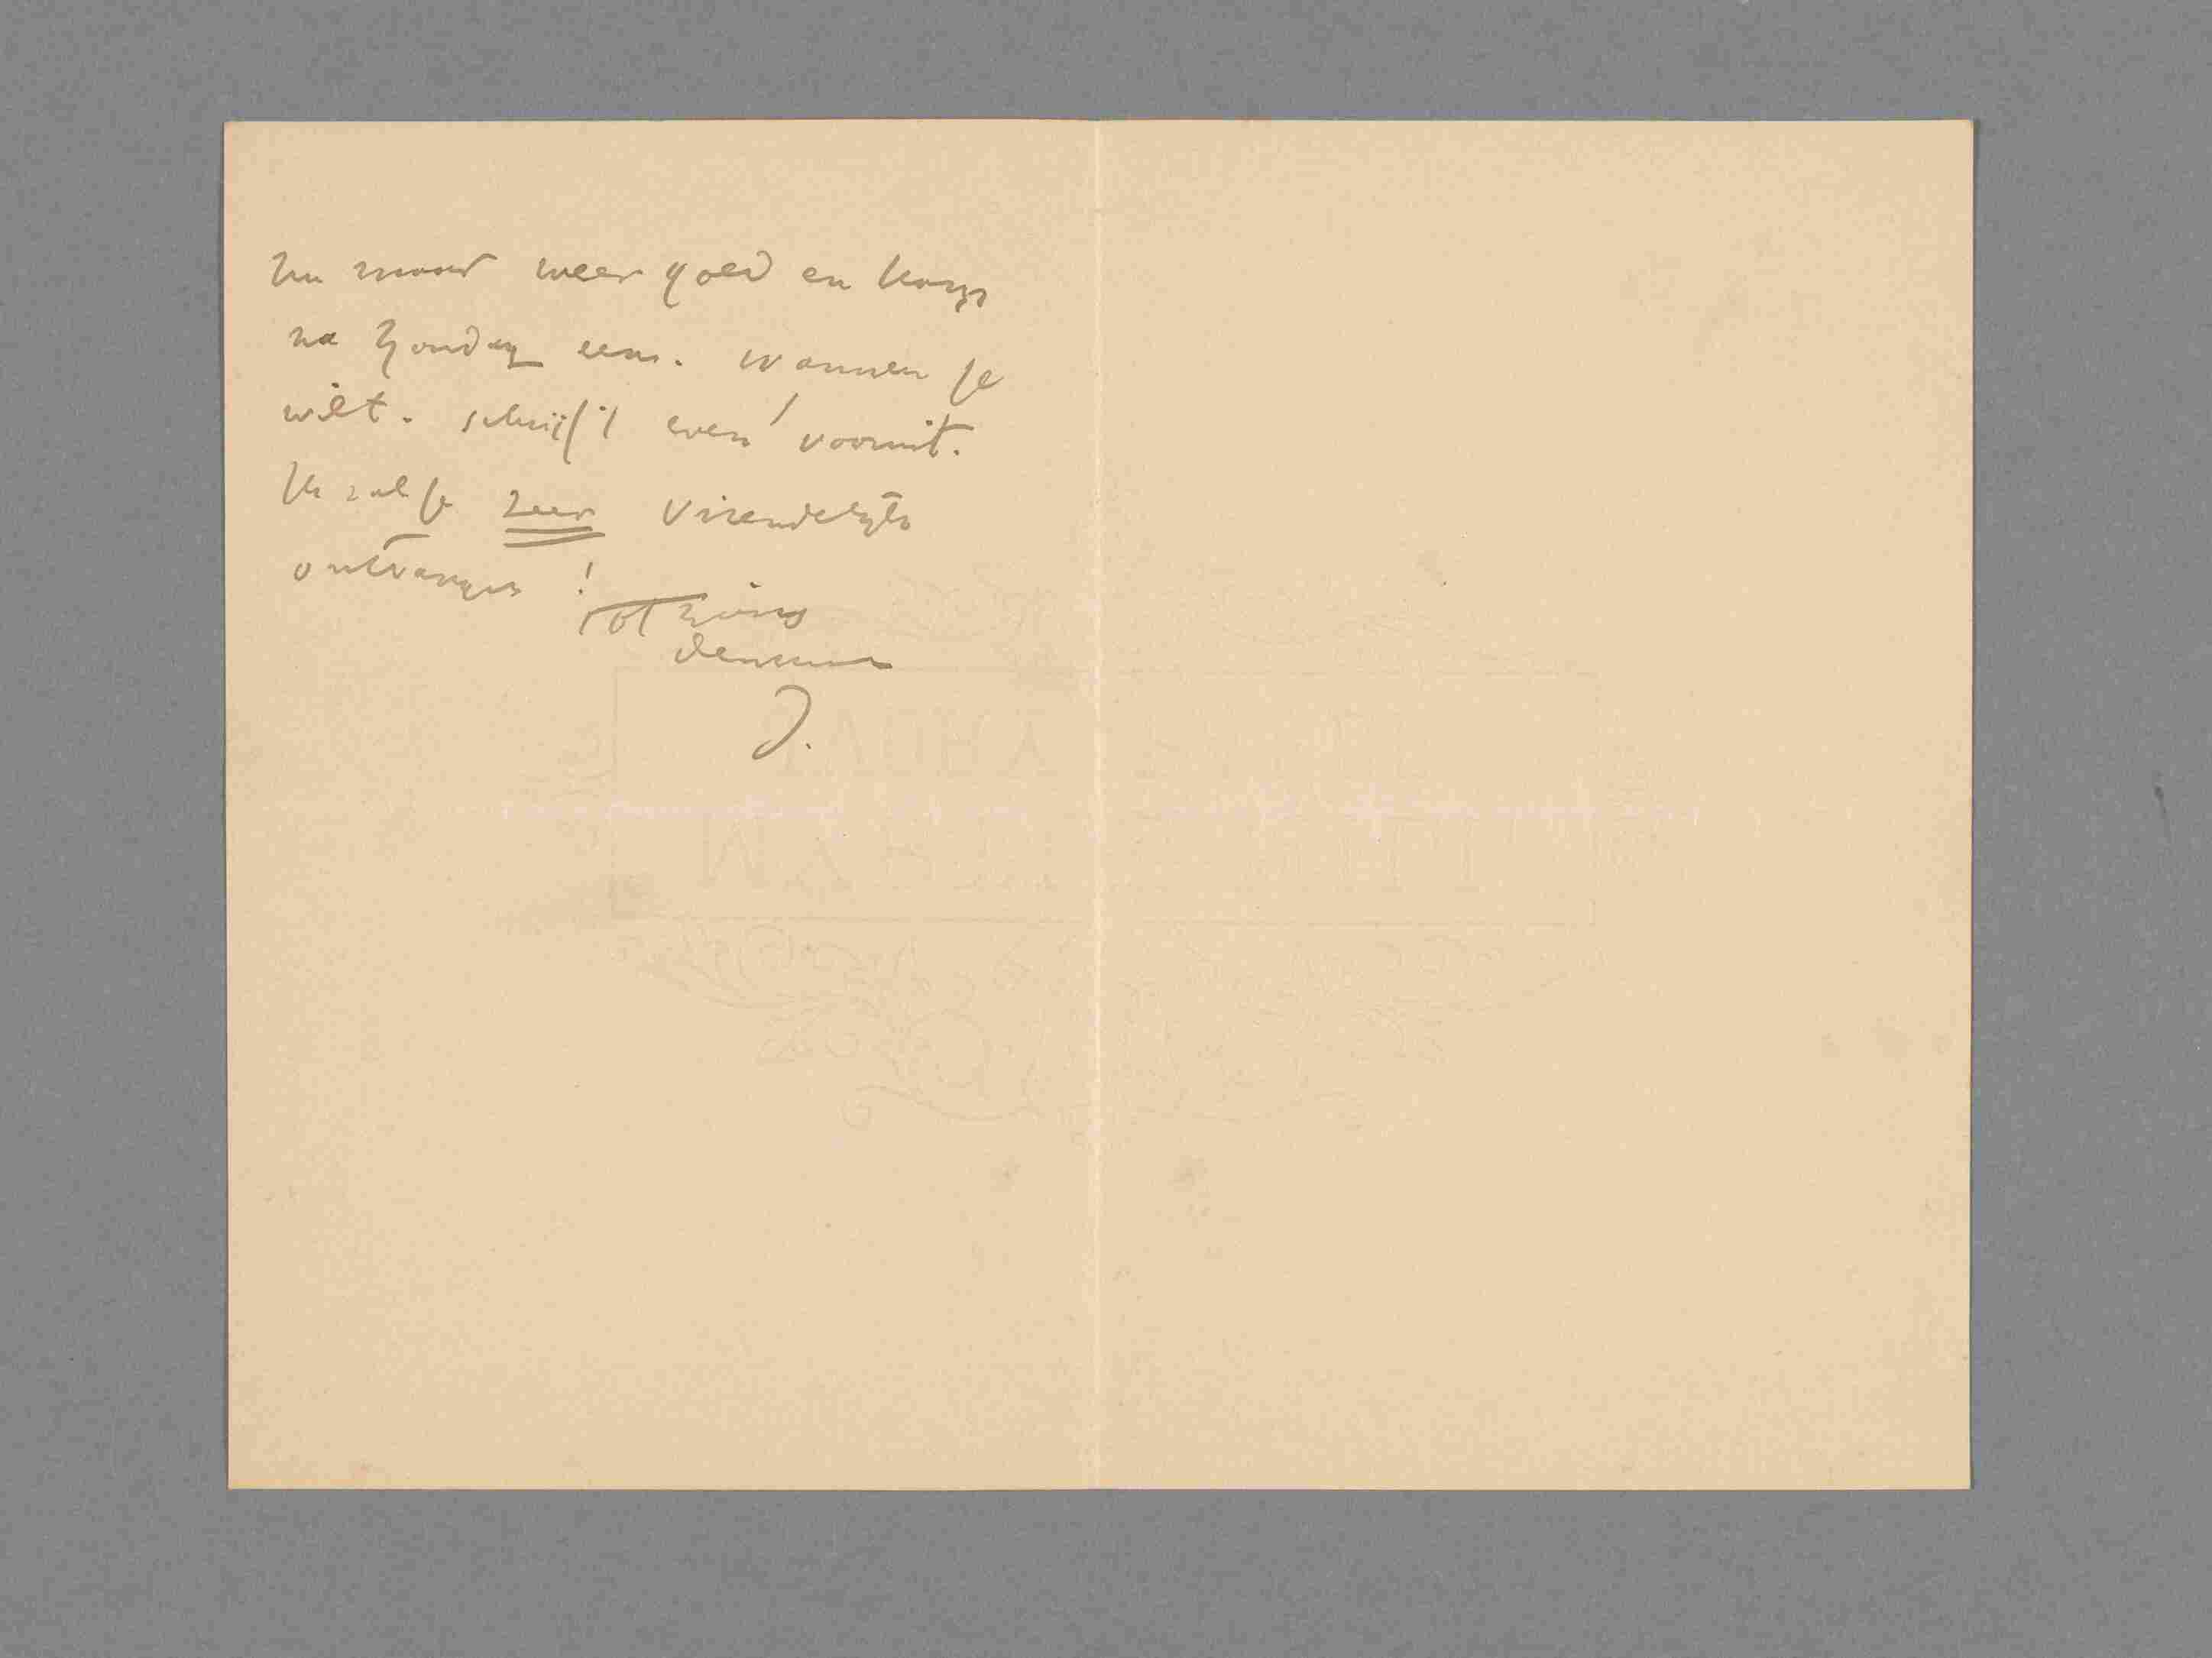 nu maar weer goed en kom
na Zondag eens. Wanneer je
wilt. schrijf 't even vooruit.
Ik zal je zeer vriendelijk
ontvangen!
tot ziens
J.